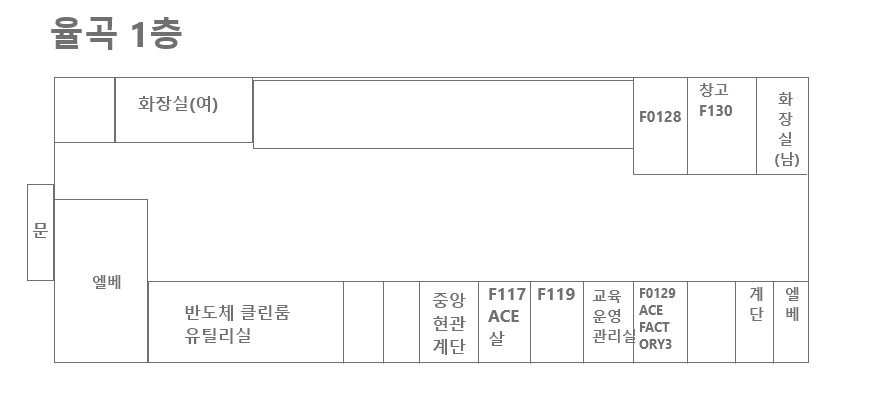 율곡 1층
화장실(여)
F0128
창고
F130
화
장
실
(남)
문
엘베
반도체 클린룸
유틸리실
중앙
현관
계단
F117
ACE
살
F119
교육
운영
관리실
F0129
ACE
FACT
ORY3
계
단
엘
베